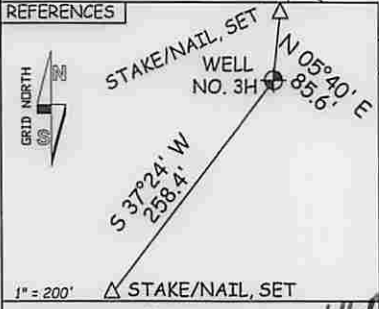 REFERENCES
STAKE/NAIL, SET
GRID NORTH
N
S
WELL
NO. 3H
N 05°40' E
85.6'
S 37°24' W
258.4'
1" = 200'
STAKE/NAIL, SET